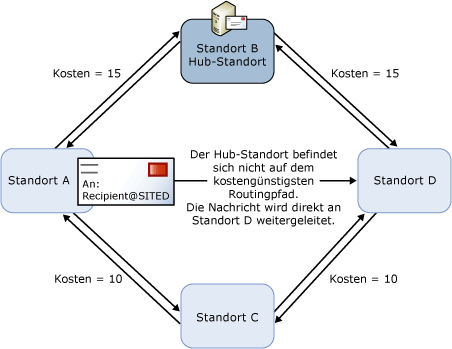 Standort B
Hub-Standort
Kosten = 15
Kosten = 15
Standort A
An:
Recipient@SITED
Der Hub-Standort befindet
sich nicht auf dem
kostengünstigsten
Routingpfad.
Die Nachricht wird direkt an
Standort D weitergeleitet.
Standort D
Kosten = 10
Kosten = 10
Standort C